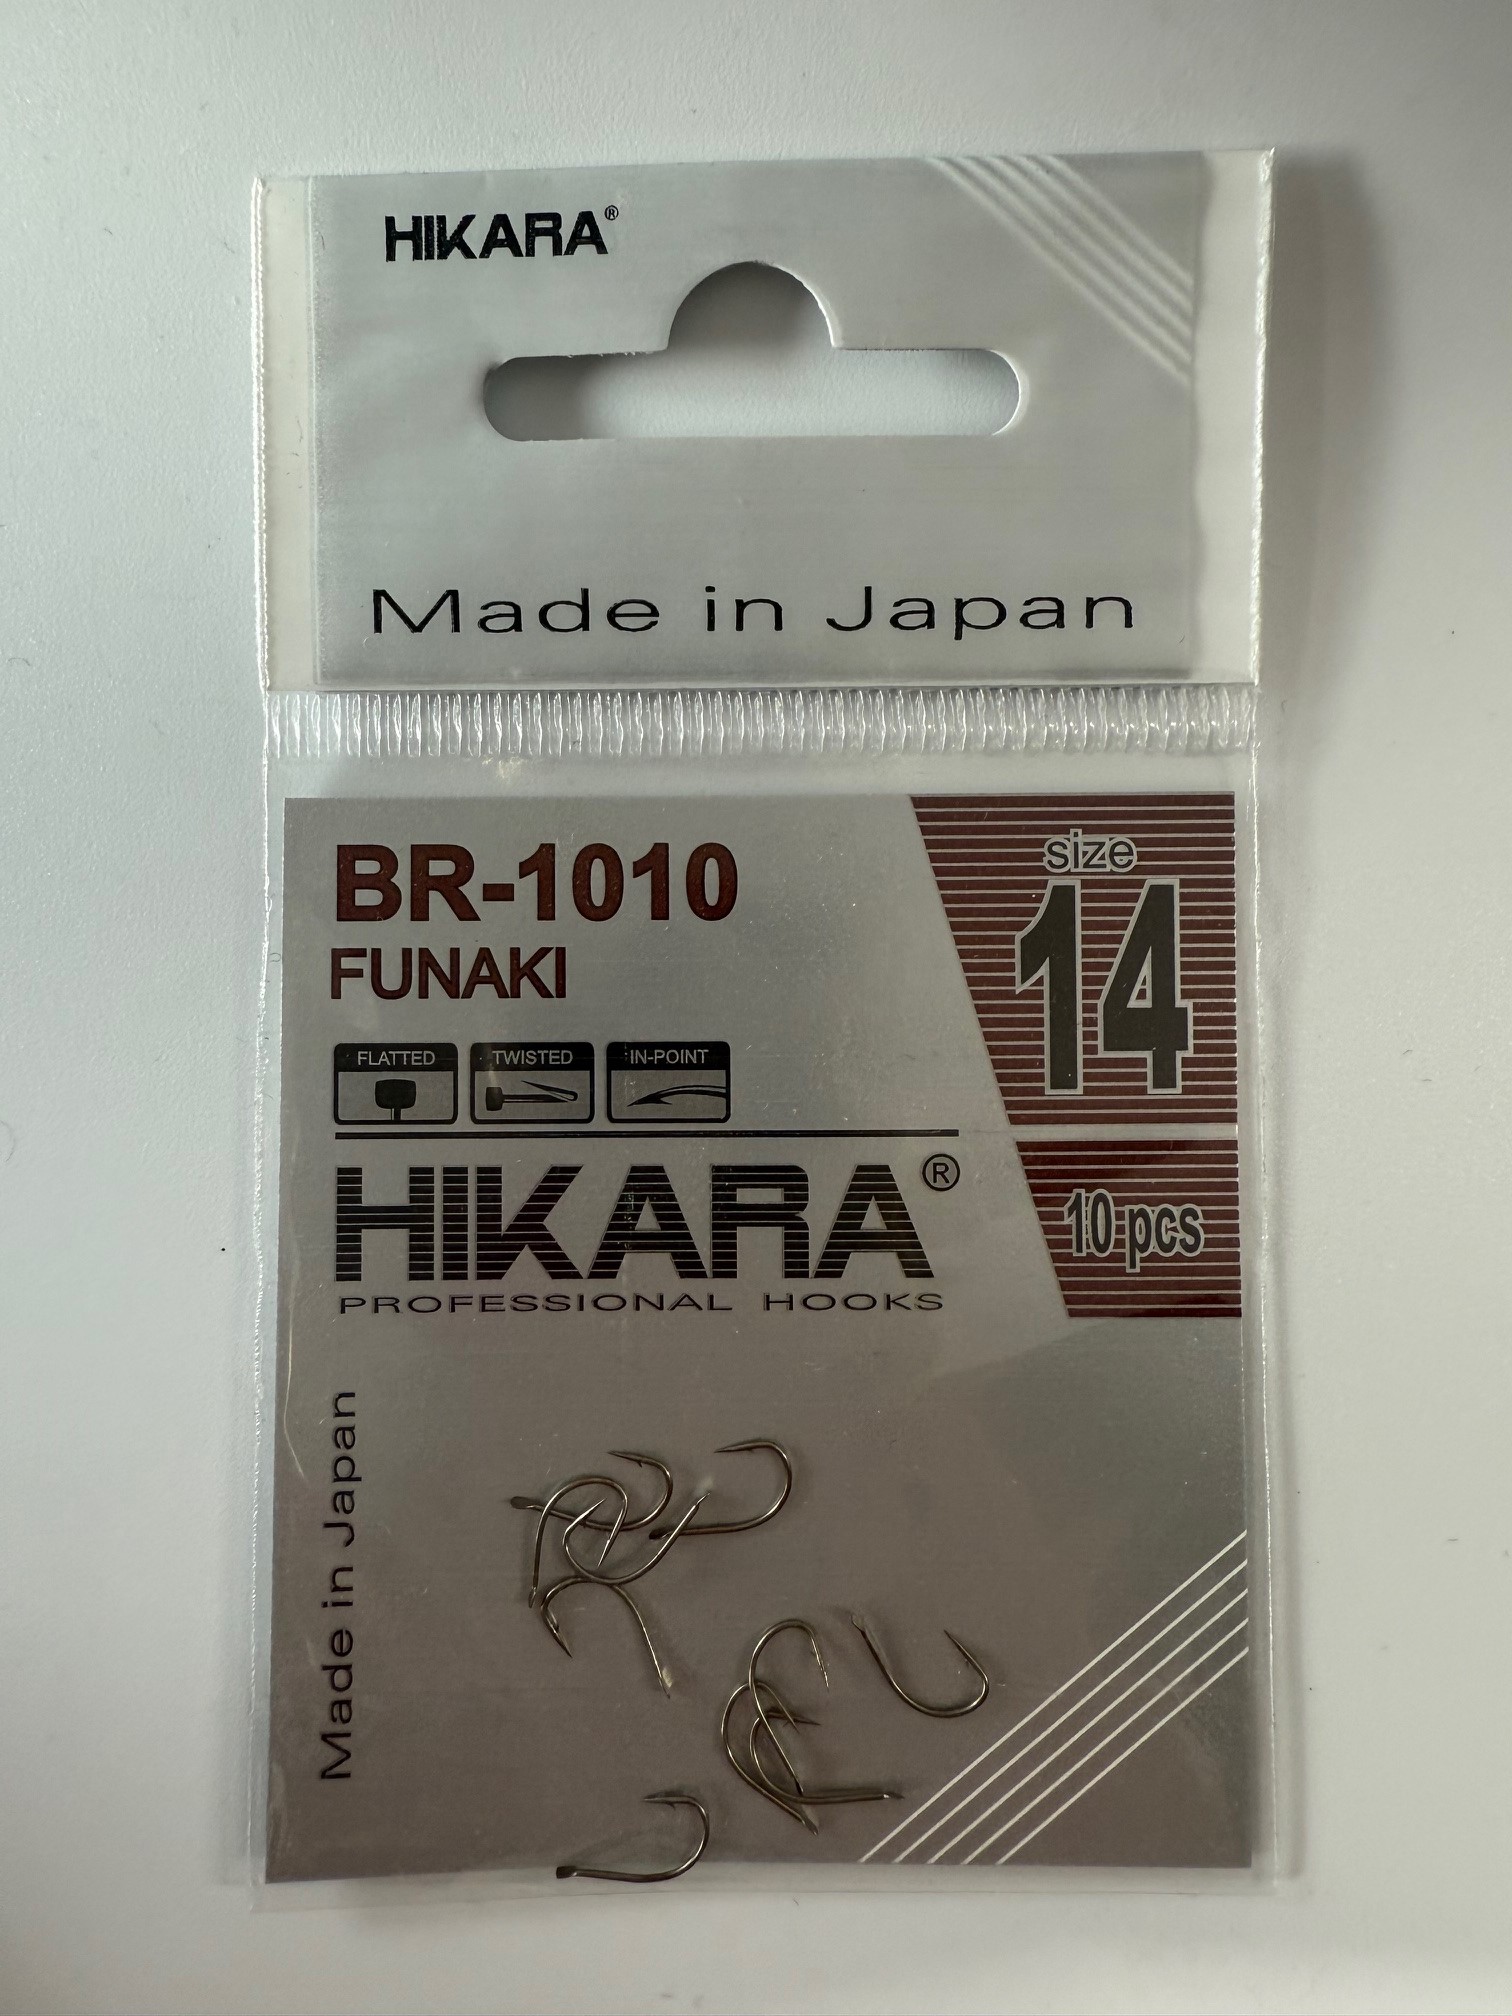 HIKARA®
Made in Japan
BR-1010
FUNAKI
size
14
FLATTED
TWISTED
IN-POINT
HIKARA®
PROFESSIONAL HOOKS
10 pcs
Made in Japan